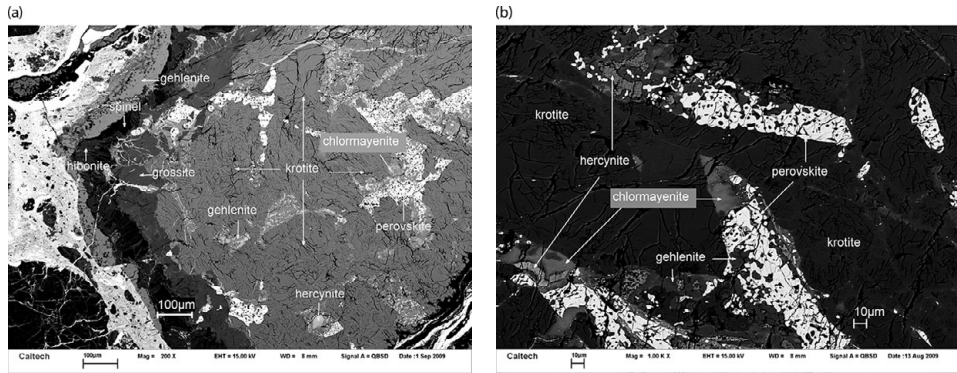 (a)
gehlenite
spinel
hibonite
grossite
krotite
chlormayenite
gehlenite
perovskite
hercynite
100µm
Caltech
100µm
Mag = 200 X
EHT = 15.00 kV
WD = 8 mm
Signal A = QBSD
Date :1 Sep 2009
(b)
krotite
hercynite
perovskite
chlormayenite
krotite
gehlenite
10µm
Caltech
10µm
Mag = 1.00 K X
EHT = 15.00 kV
WD = 8 mm
Signal A = QBSD
Date :13 Aug 2009